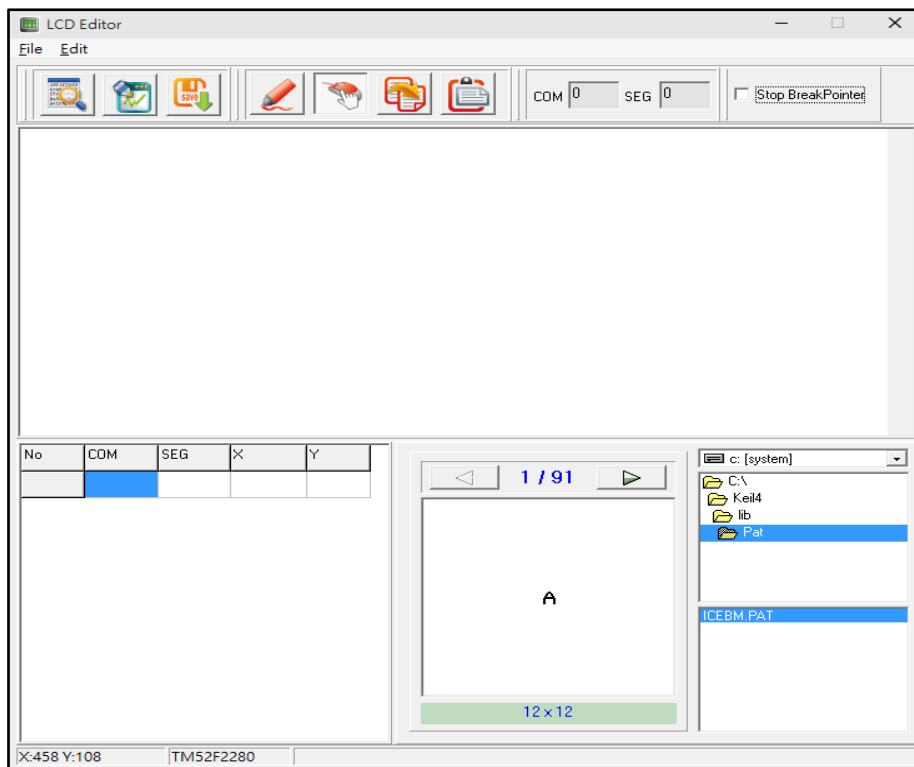 LCD Editor
File Edit
save COM 0 SEG 0 Stop BreakPointer
No COM SEG X Y
1 / 91
A
12 x 12
c: [system]
C:\
Keil4
lib
Pat
ICEBM.PAT
X:458 Y:108 TM52F2280